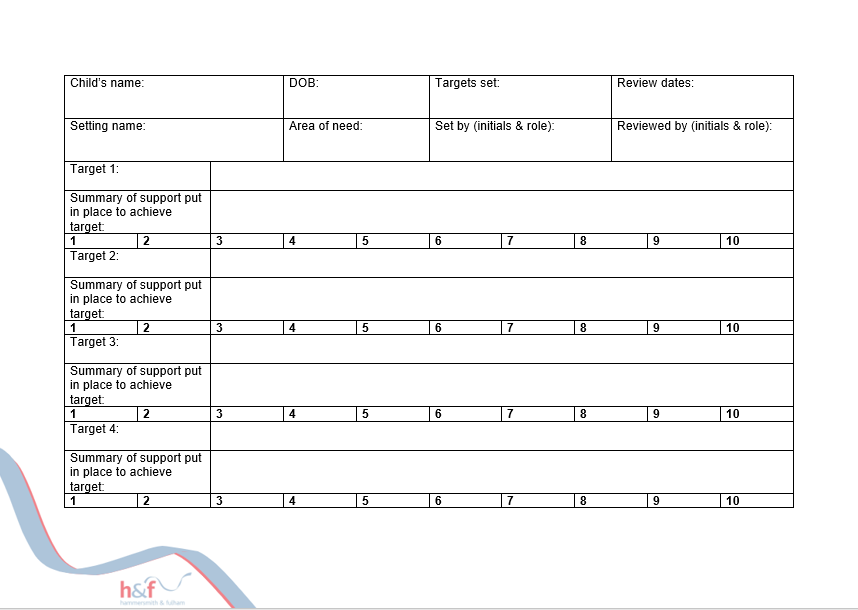 Child's name: DOB: Targets set: Review dates:
Setting name: Area of need: Set by (initials & role): Reviewed by (initials & role):
Target 1:
Summary of support put
in place to achieve
target:
1 2 3 4 5 6 7 8 9 10
Target 2:
Summary of support put
in place to achieve
target:
1 2 3 4 5 6 7 8 9 10
Target 3:
Summary of support put
in place to achieve
target:
1 2 3 4 5 6 7 8 9 10
Target 4:
Summary of support put
in place to achieve
target:
1 2 3 4 5 6 7 8 9 10
h&f
hammersmith & fulham